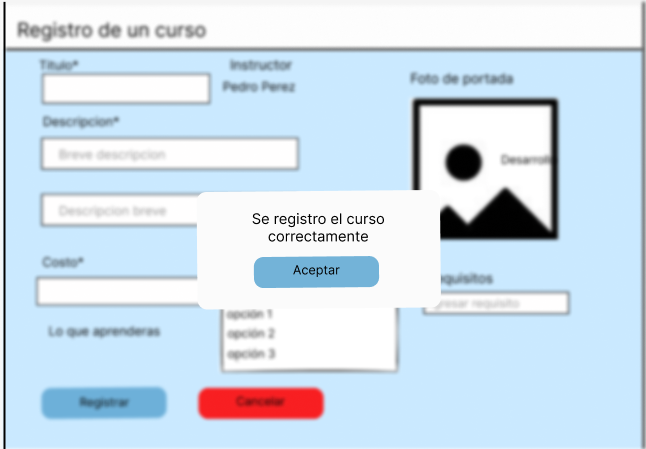 Registro de un curso
Titulo*
Instructor
Pedro Perez
Foto de portada
Descripcion*
Breve descripcion
Desarroll
Descripcion breve
Se registro el curso
correctamente
Aceptar
Costo*
equisitos
resar requisito
opción 1
Lo que aprenderas
opción 2
opción 3
Registrar
Cancelar